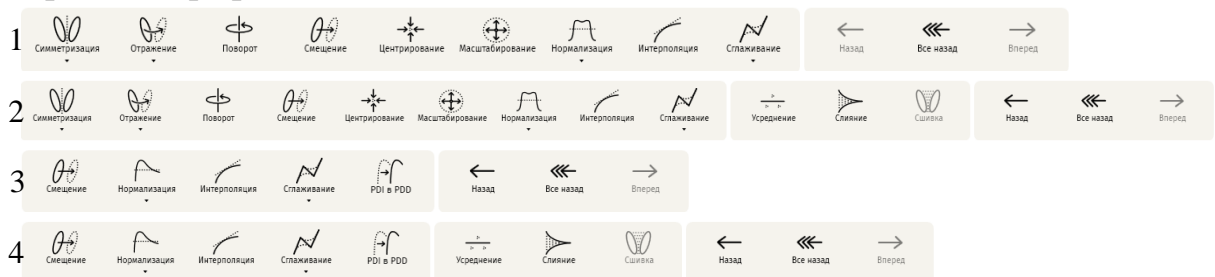 1 Симметризация Отражение Поворот Смещение Центрирование Масштабирование Нормализация Интерполяция Сглаживание Назад Все назад Вперед
2 Симметризация Отражение Поворот Смещение Центрирование Масштабирование Нормализация Интерполяция Сглаживание Усреднение Слияние Сшивка Назад Все назад Вперед
3 Смещение Нормализация Интерполяция Сглаживание PDI в PDD Назад Все назад Вперед
4 Смещение Нормализация Интерполяция Сглаживание PDI в PDD Усреднение Слияние Сшивка Назад Все назад Вперед